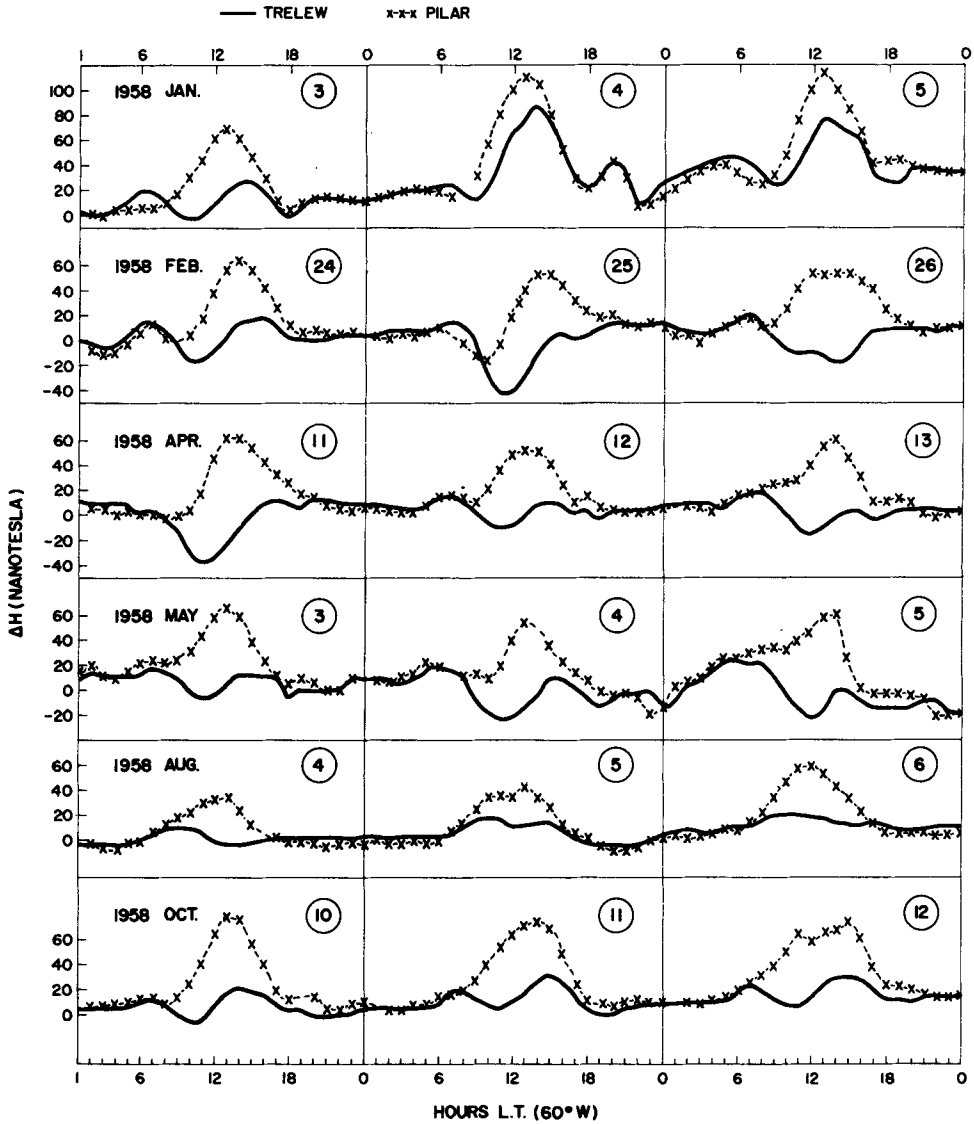 TRELEW x-x-x PILAR
1 6 12 18 0 6 12 18 0 6 12 18 0
1958 JAN. 3 4 5
100
80
60
40
20
0
1958 FEB. 24 25 26
60
40
20
0
-20
-40
1958 APR. 11 12 13
60
40
20
0
-20
-40
1958 MAY 3 4 5
60
40
20
0
-20
1958 AUG. 4 5 6
60
40
20
0
1958 OCT. 10 11 12
60
40
20
0
ΔH (NANOTESLA)
1 6 12 18 0 6 12 18 0 6 12 18 0
HOURS L.T. (60° W)